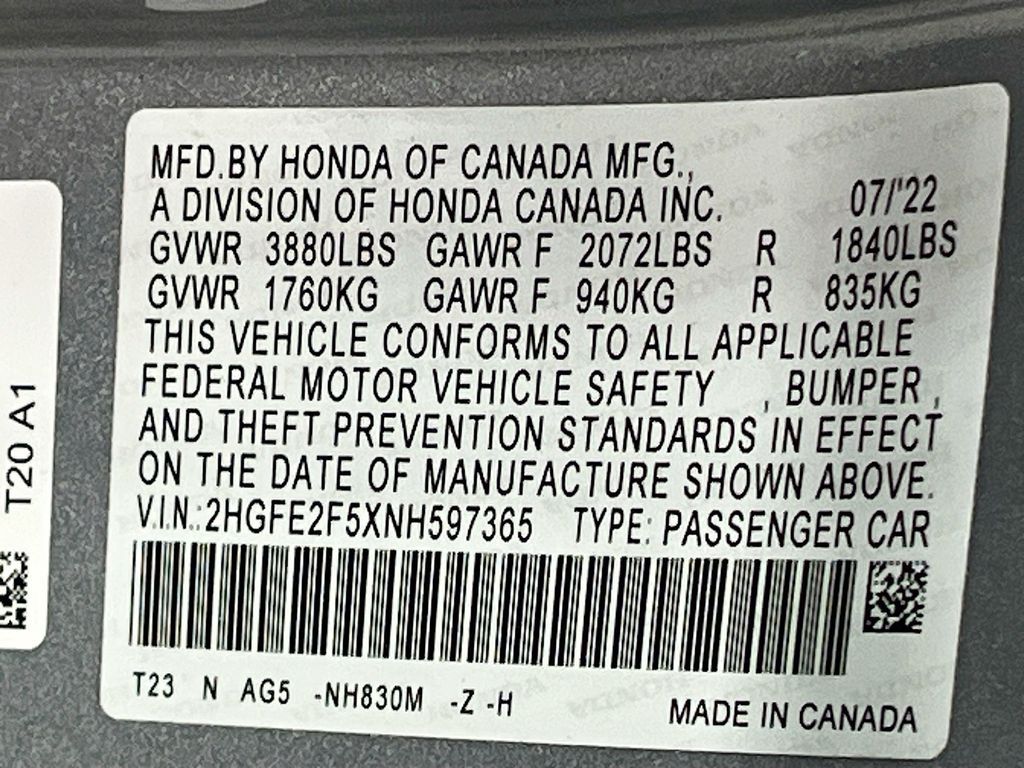 MFD.BY HONDA OF CANADA MFG.,
A DIVISION OF HONDA CANADA INC. 07/'22
GVWR 3880LBS GAWR F 2072LBS R 1840LBS
GVWR 1760KG GAWR F 940KG R 835KG
THIS VEHICLE CONFORMS TO ALL APPLICABLE
FEDERAL MOTOR VEHICLE SAFETY , BUMPER ,
AND THEFT PREVENTION STANDARDS IN EFFECT
ON THE DATE OF MANUFACTURE SHOWN ABOVE.
V.I.N.:2HGFE2F5XNH597365 TYPE: PASSENGER CAR
T23 N AG5 -NH830M -Z -H
MADE IN CANADA
T20 A1